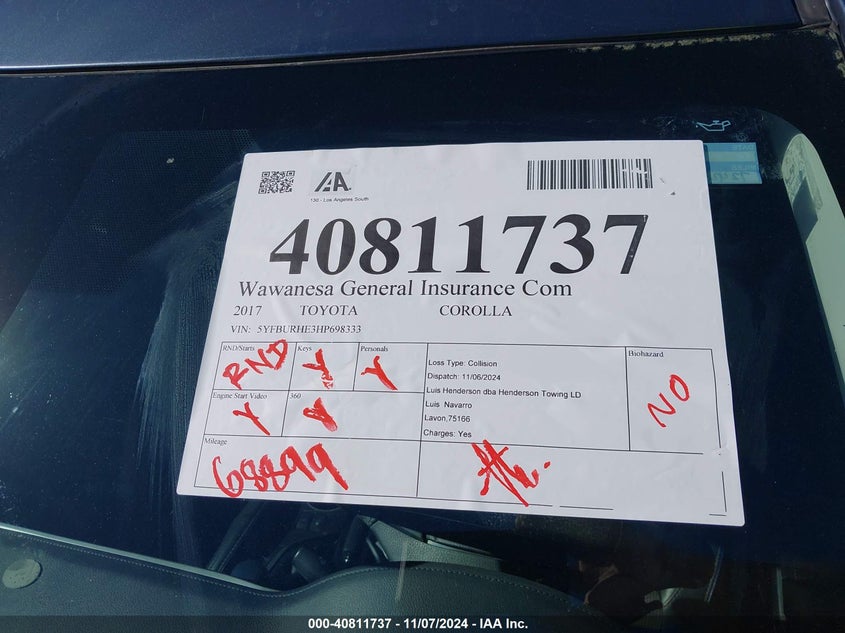 IAA
130 - Los Angeles South
40811737
Wawanesa General Insurance Com
2017 TOYOTA COROLLA
VIN: 5YFBURHE3HP698333
RND/Starts Keys Personals
RND Y Y
Loss Type: Collision
Dispatch: 11/06/2024
Luis Henderson dba Henderson Towing LD
Luis Navarro
Lavon,75166
Charges: Yes
Biohazard
NO
Engine Start Video 360
Y Y
Mileage
68899
000-40811737 - 11/07/2024 - IAA Inc.